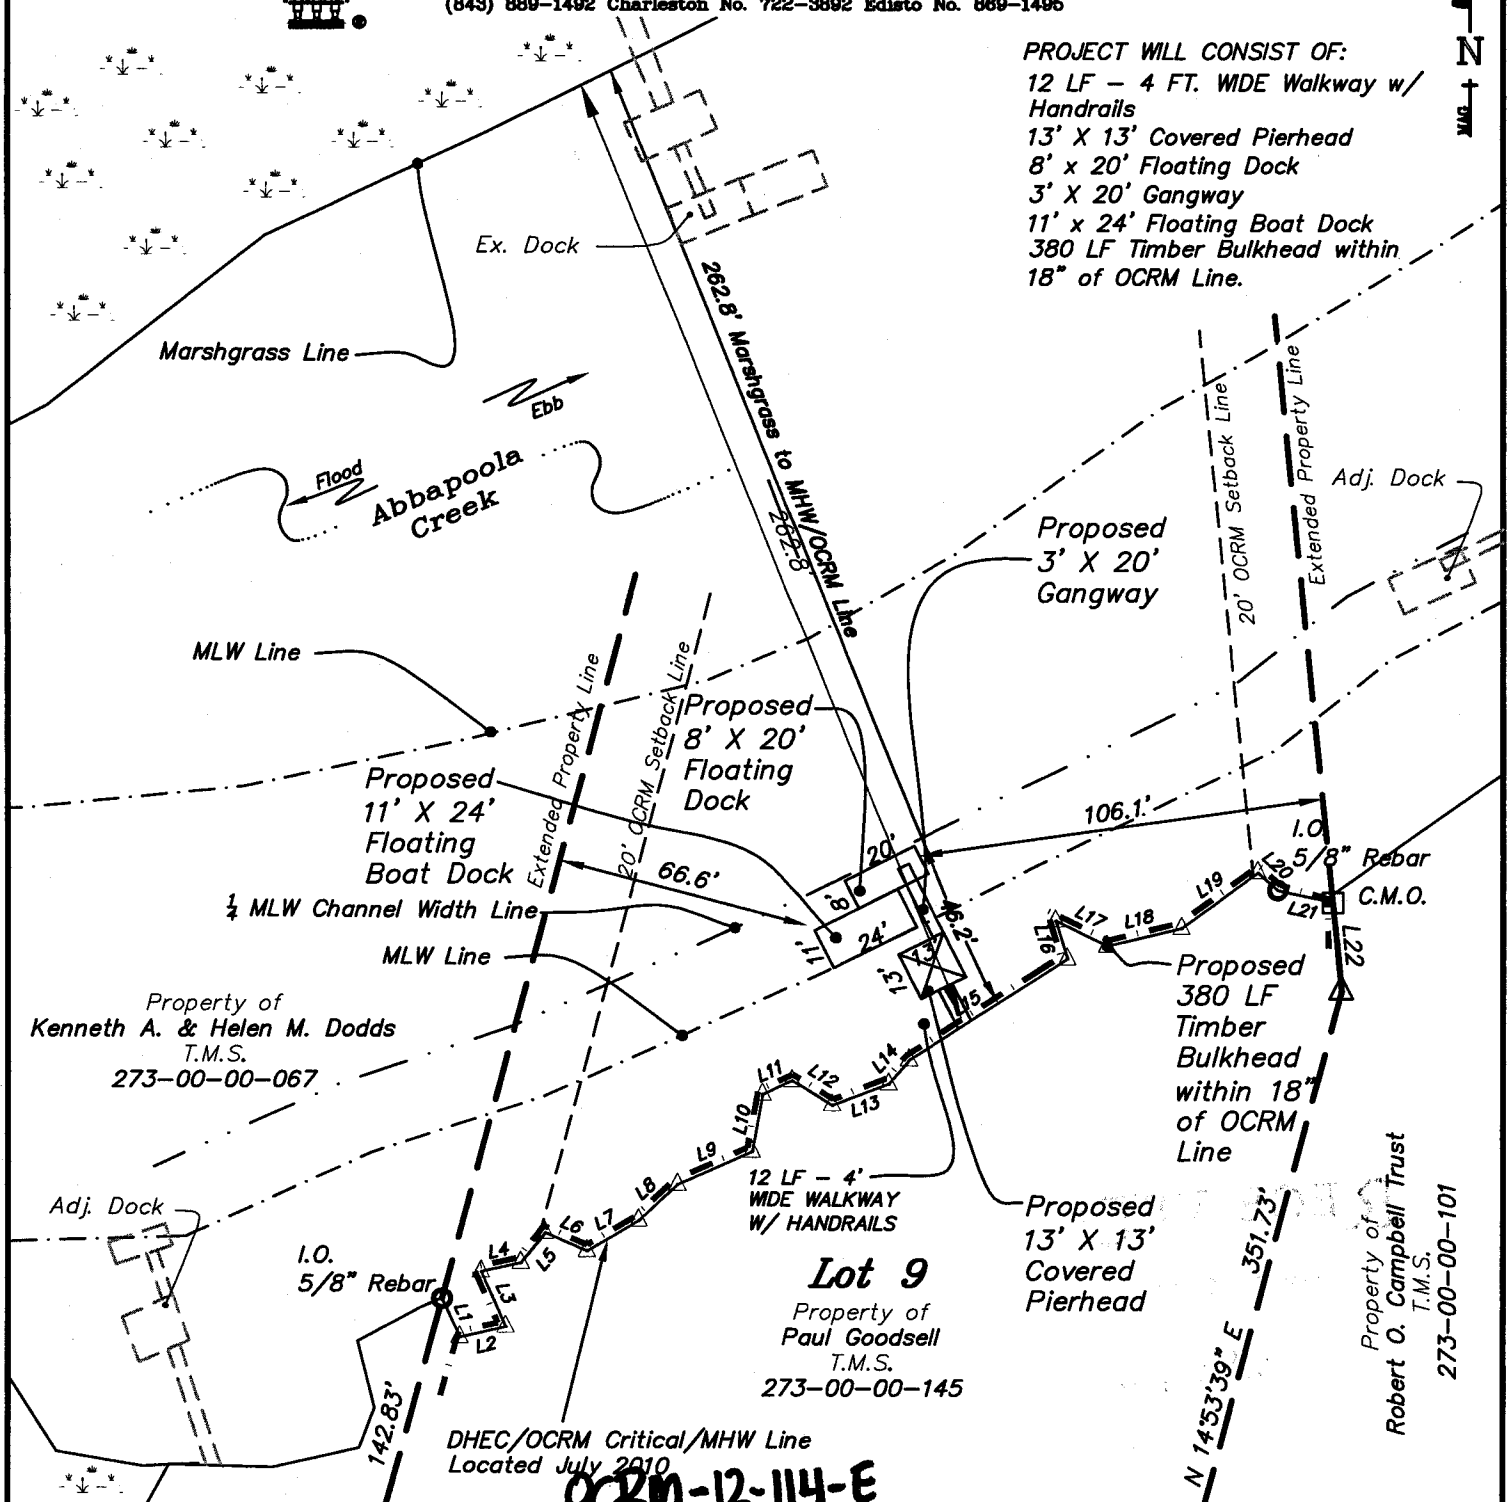 (843) 889-1492 Charleston No. 722-3892 Edisto No. 869-1495
N
PROJECT WILL CONSIST OF:
12 LF - 4 FT. WIDE Walkway w/
Handrails
13' X 13' Covered Pierhead
8' x 20' Floating Dock
3' X 20' Gangway
11' x 24' Floating Boat Dock
380 LF Timber Bulkhead within
18" of OCRM Line.
Ex. Dock
Marshgrass Line
Ebb
Flood
Abbapoola
Creek
262.8' Marshgrass to MHW/OCRM Line
262.8'
20' OCRM Setback Line
Extended Property Line
Adj. Dock
Proposed
3' X 20'
Gangway
MLW Line
Extended Property Line
20' OCRM Setback Line
Proposed
8' X 20'
Floating
Dock
Proposed
11' X 24'
Floating
Boat Dock
106.1'
I.O.
5/8" Rebar
C.M.O.
66.6'
20'
8'
24'
11'
46.2'
13'
13'
¼ MLW Channel Width Line
MLW Line
L15
L16
L17
L18
L19
L20
L21
L22
Proposed
380 LF
Timber
Bulkhead
within 18"
of OCRM
Line
Property of
Kenneth A. & Helen M. Dodds
T.M.S.
273-00-00-067
L14
L13
L12
L11
L10
L9
L8
L7
L6
L5
L4
L3
L2
L1
12 LF - 4'
WIDE WALKWAY
W/ HANDRAILS
Proposed
13' X 13'
Covered
Pierhead
Adj. Dock
I.O.
5/8" Rebar
Lot 9
Property of
Paul Goodsell
T.M.S.
273-00-00-145
N 14°53'39" E 351.73'
Property of
Robert O. Campbell Trust
T.M.S.
273-00-00-101
142.83'
DHEC/OCRM Critical/MHW Line
Located July 2010
OCRM-12-114-E